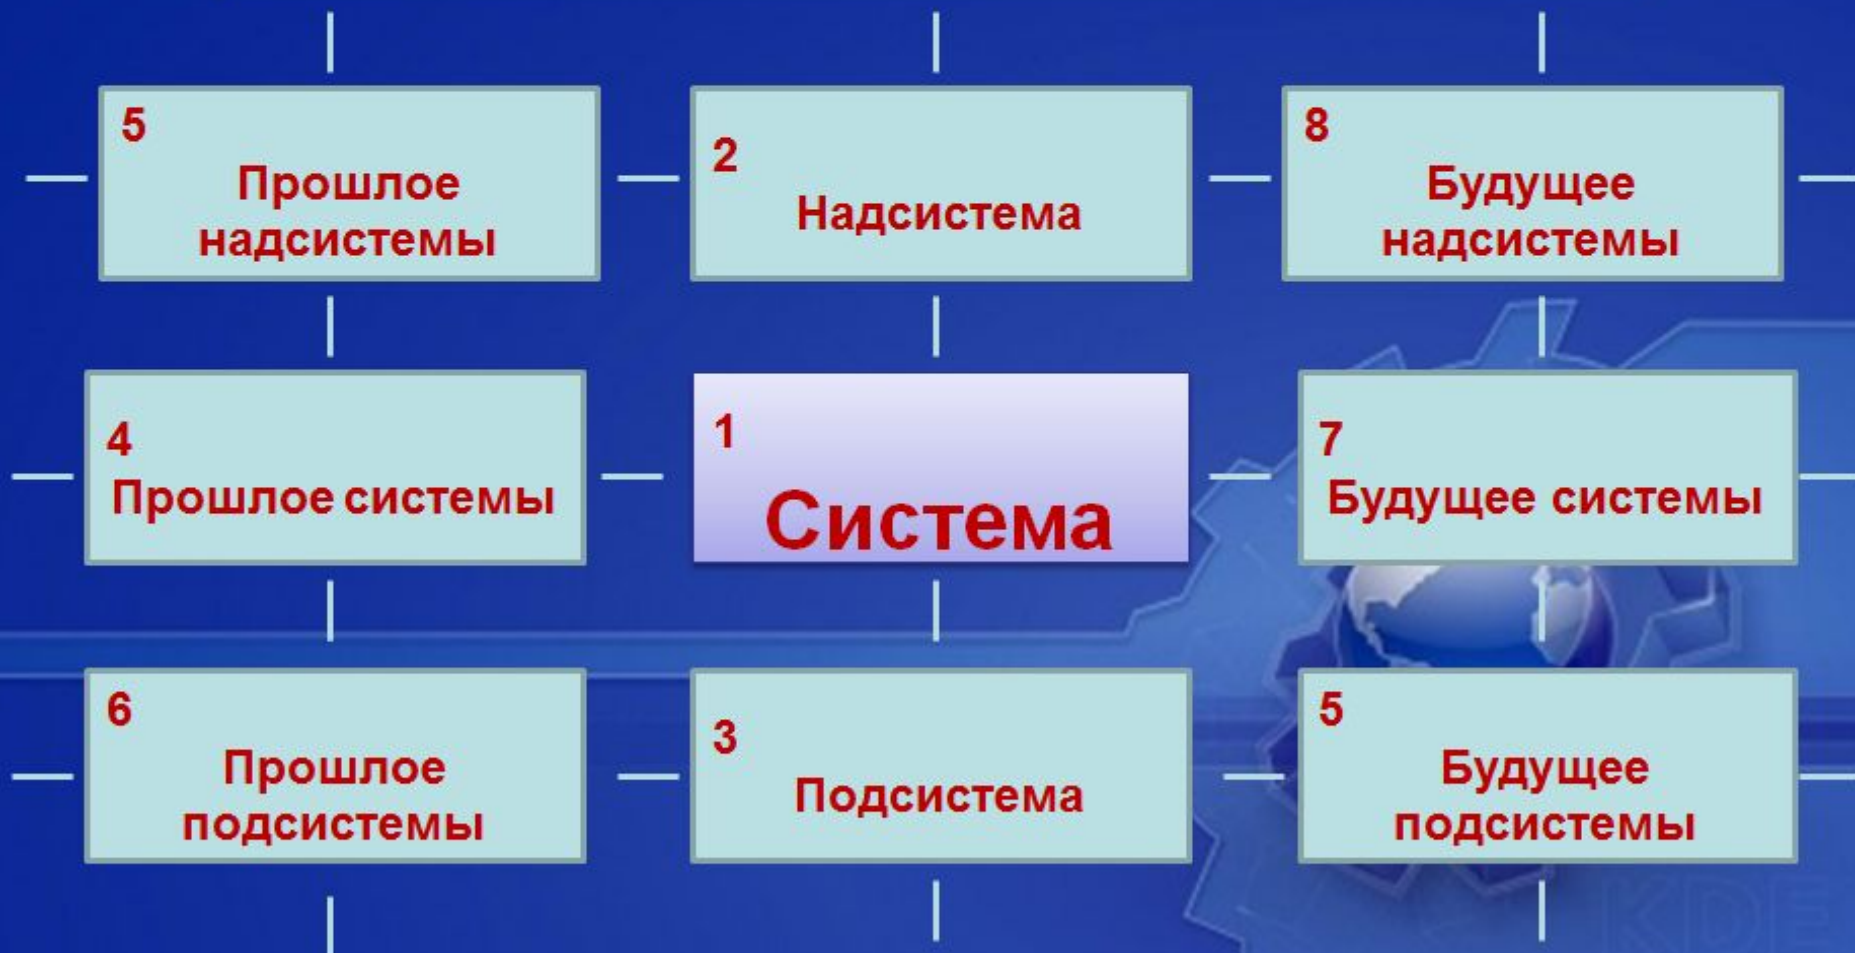 5
Прошлое
надсистемы
2
Надсистема
8
Будущее
надсистемы
4
Прошлое системы
1
Система
7
Будущее системы
6
Прошлое
подсистемы
3
Подсистема
5
Будущее
подсистемы
KDE